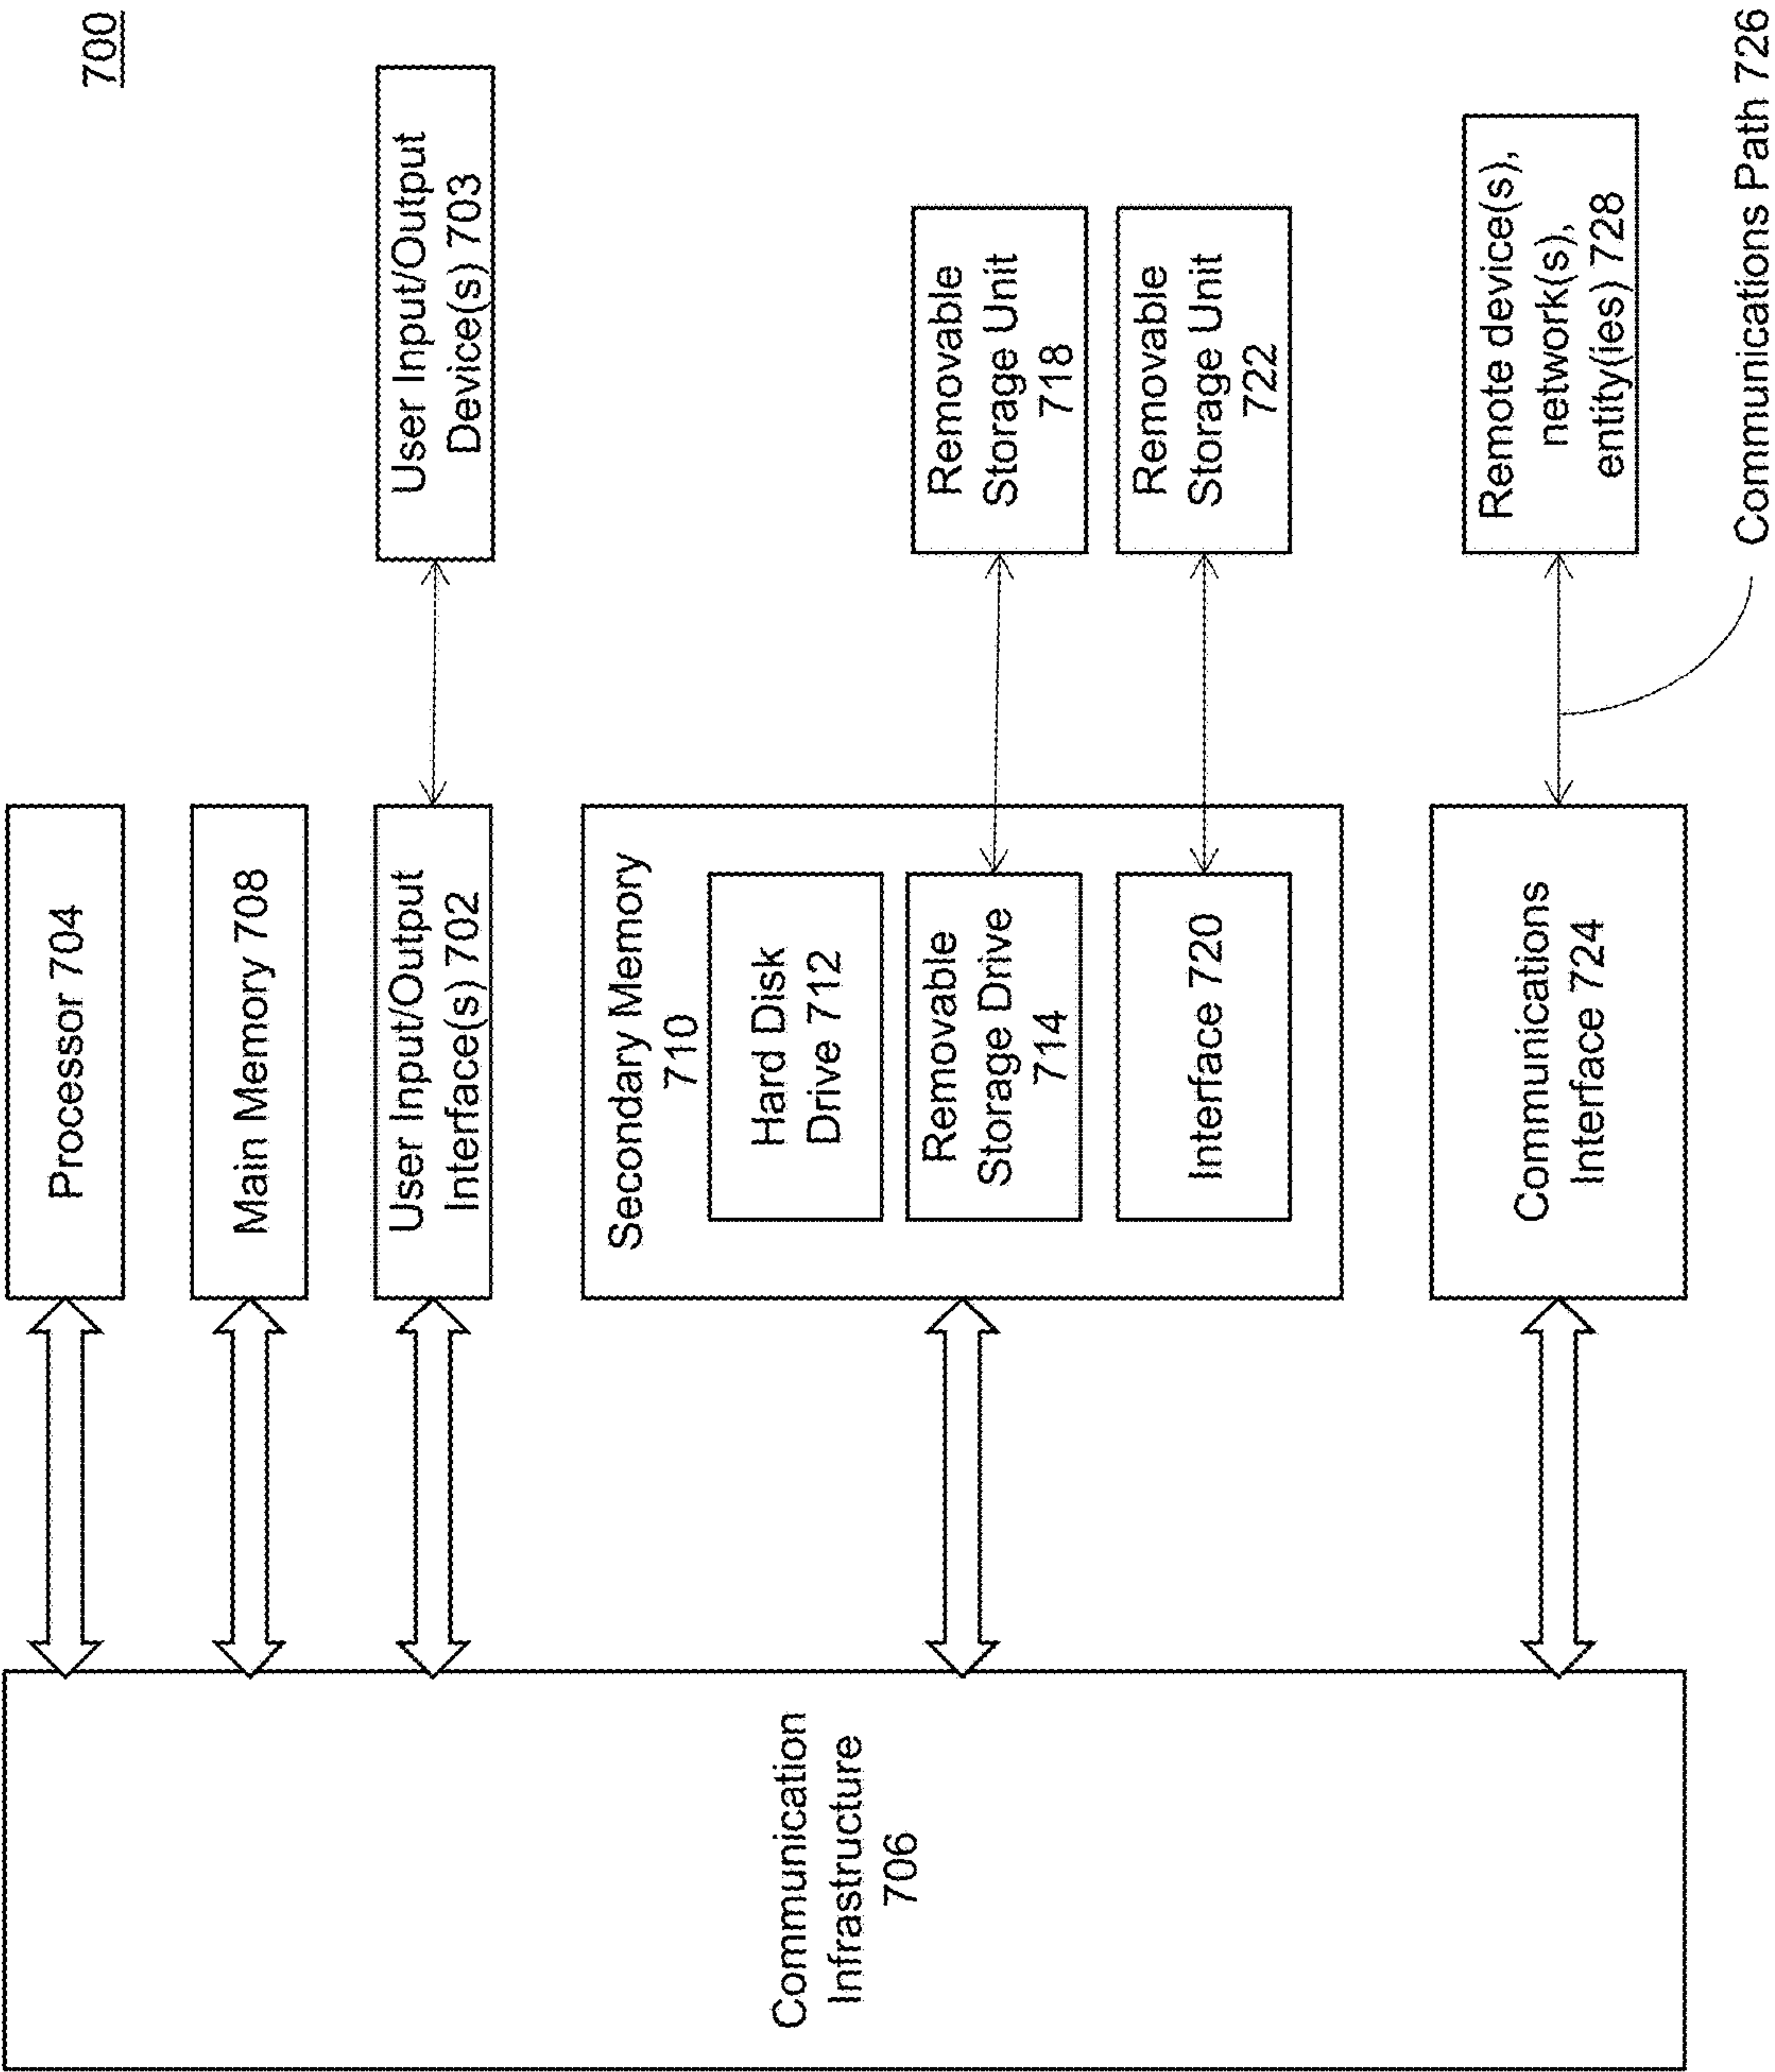 700
Processor 704
Main Memory 708
User Input/Output
Interface(s) 702
User Input/Output
Device(s) 703
Secondary Memory
710
Hard Disk
Drive 712
Removable
Storage Drive
714
Removable
Storage Unit
718
Interface 720
Removable
Storage Unit
722
Communications
Interface 724
Remote device(s),
network(s),
entity(ies) 728
Communications Path 726
Communication
Infrastructure
706